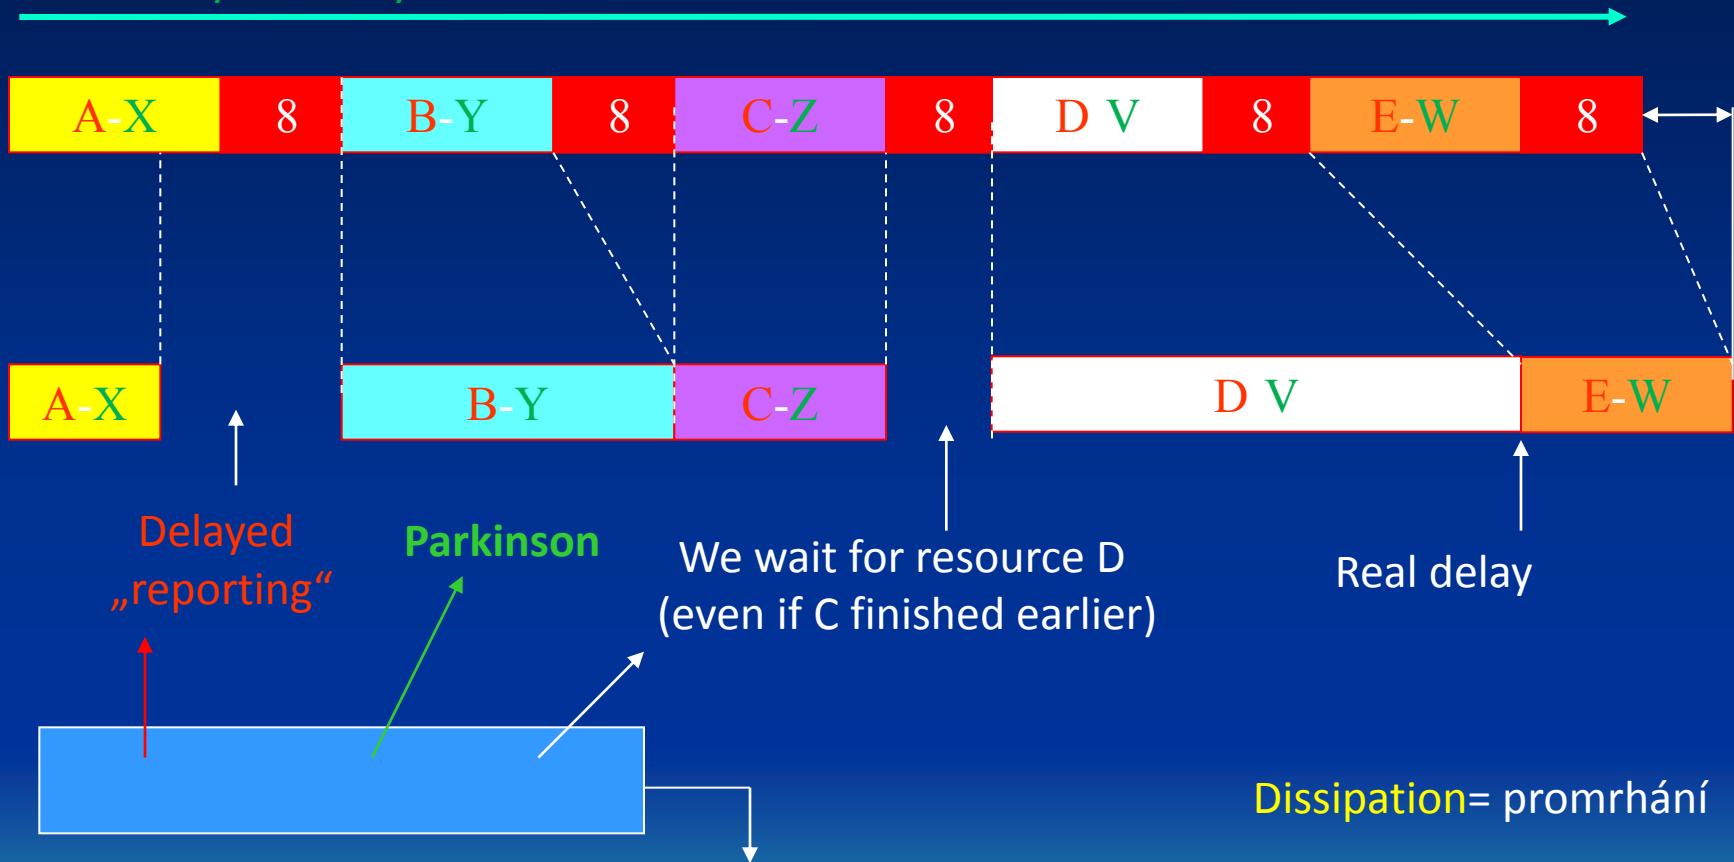 A-X 8 B-Y 8 C-Z 8 D V 8 E-W 8
A-X B-Y C-Z D V E-W
Delayed
„reporting“
Parkinson
We wait for resource D
(even if C finished earlier)
Real delay
Dissipation= promrhání